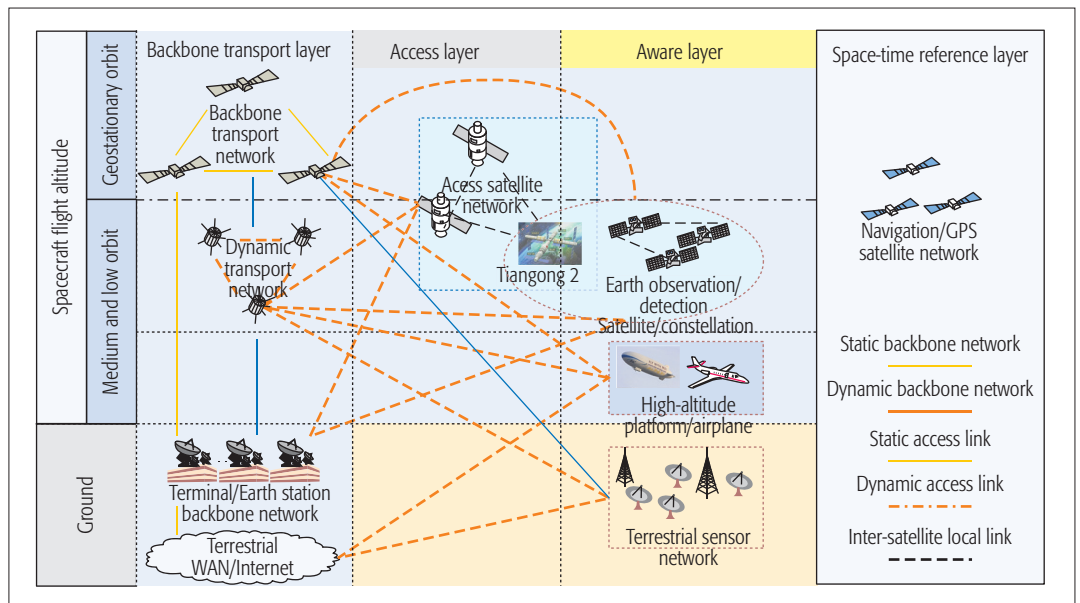 Backbone transport layer
Access layer
Aware layer
Space-time reference layer
Spacecraft flight altitude
Geostationary orbit
Medium and low orbit
Ground
Backbone
transport
network
Acess satellite
network
Dynamic
transport
network
Tiangong 2
Earth observation/
detection
Satellite/constellation
High-altitude
platform/airplane
Terminal/Earth station
backbone network
Terrestrial
WAN/Internet
Terrestrial sensor
network
Navigation/GPS
satellite network
Static backbone network
Dynamic backbone network
Static access link
Dynamic access link
Inter-satellite local link